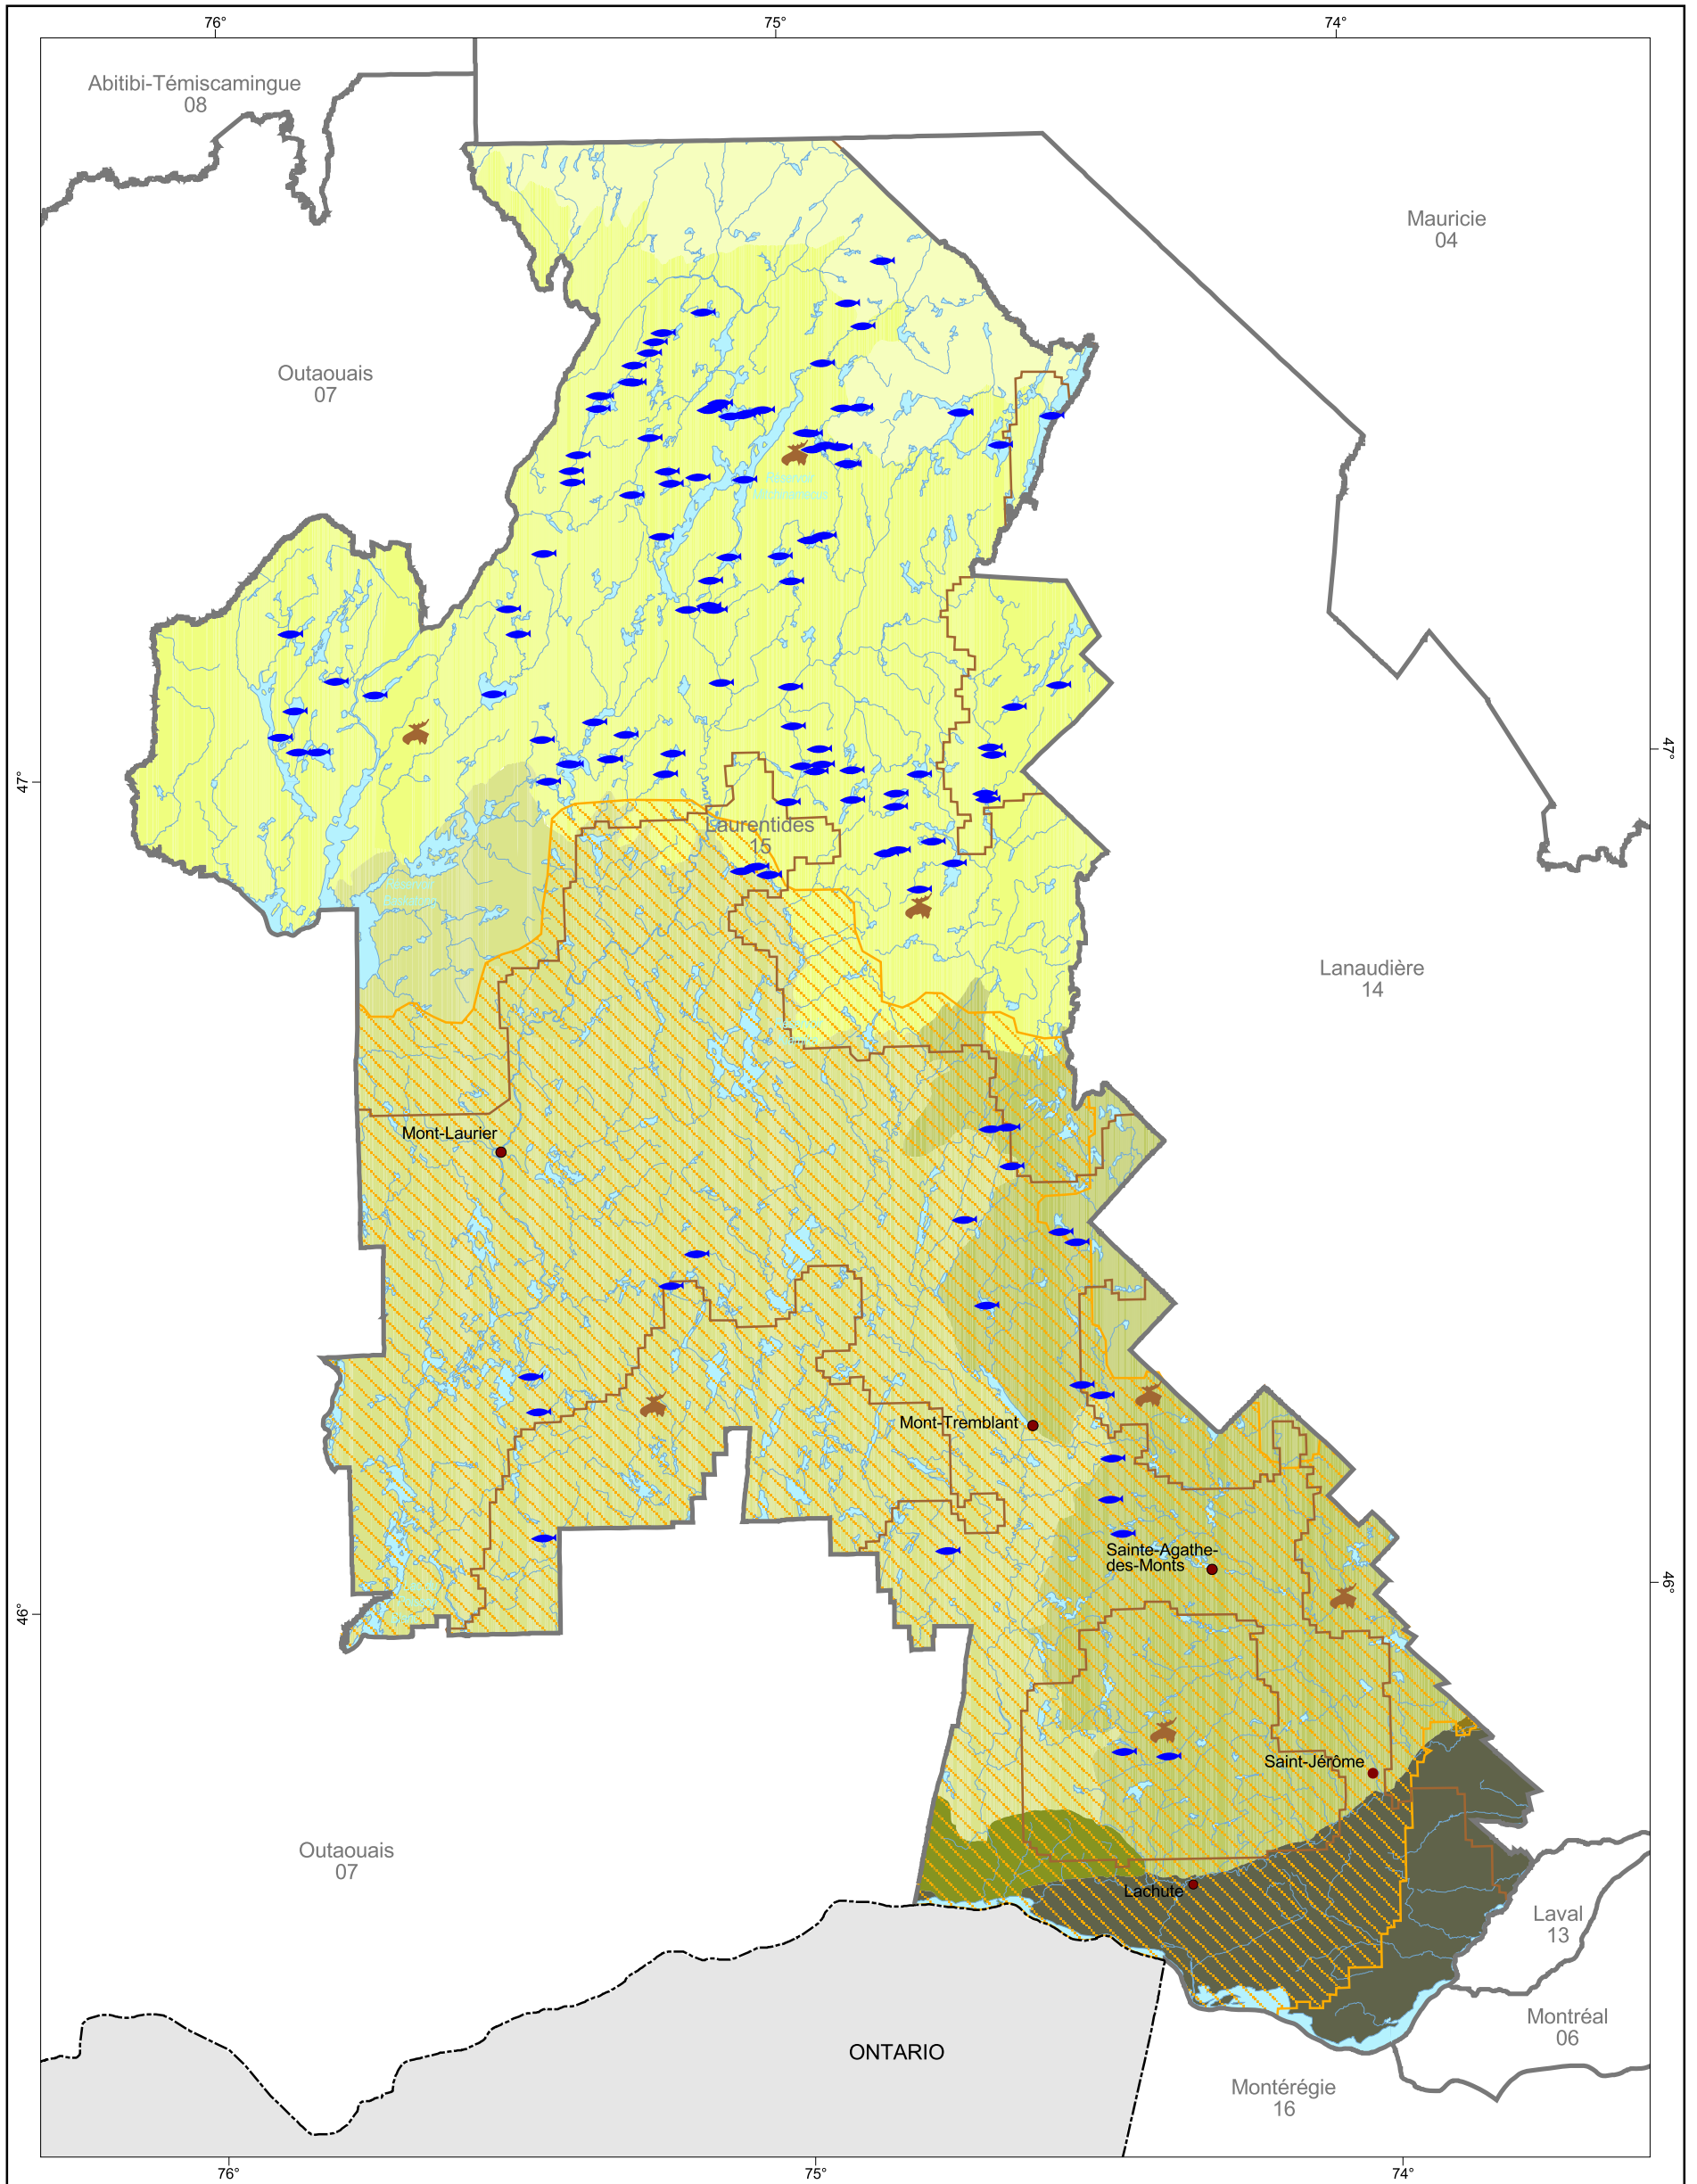 76°
75°
74°
Abitibi-Témiscamingue
08
Mauricie
04
Outaouais
07
Réservoir
Mitchinamecus
47°
47°
Laurentides
15
Lanaudière
14
Mont-Laurier
Mont-Tremblant
Sainte-Agathe-
des-Monts
46°
46°
Saint-Jérôme
Outaouais
07
Lachute
Laval
13
Montréal
06
ONTARIO
Montérégie
16
76°
75°
74°